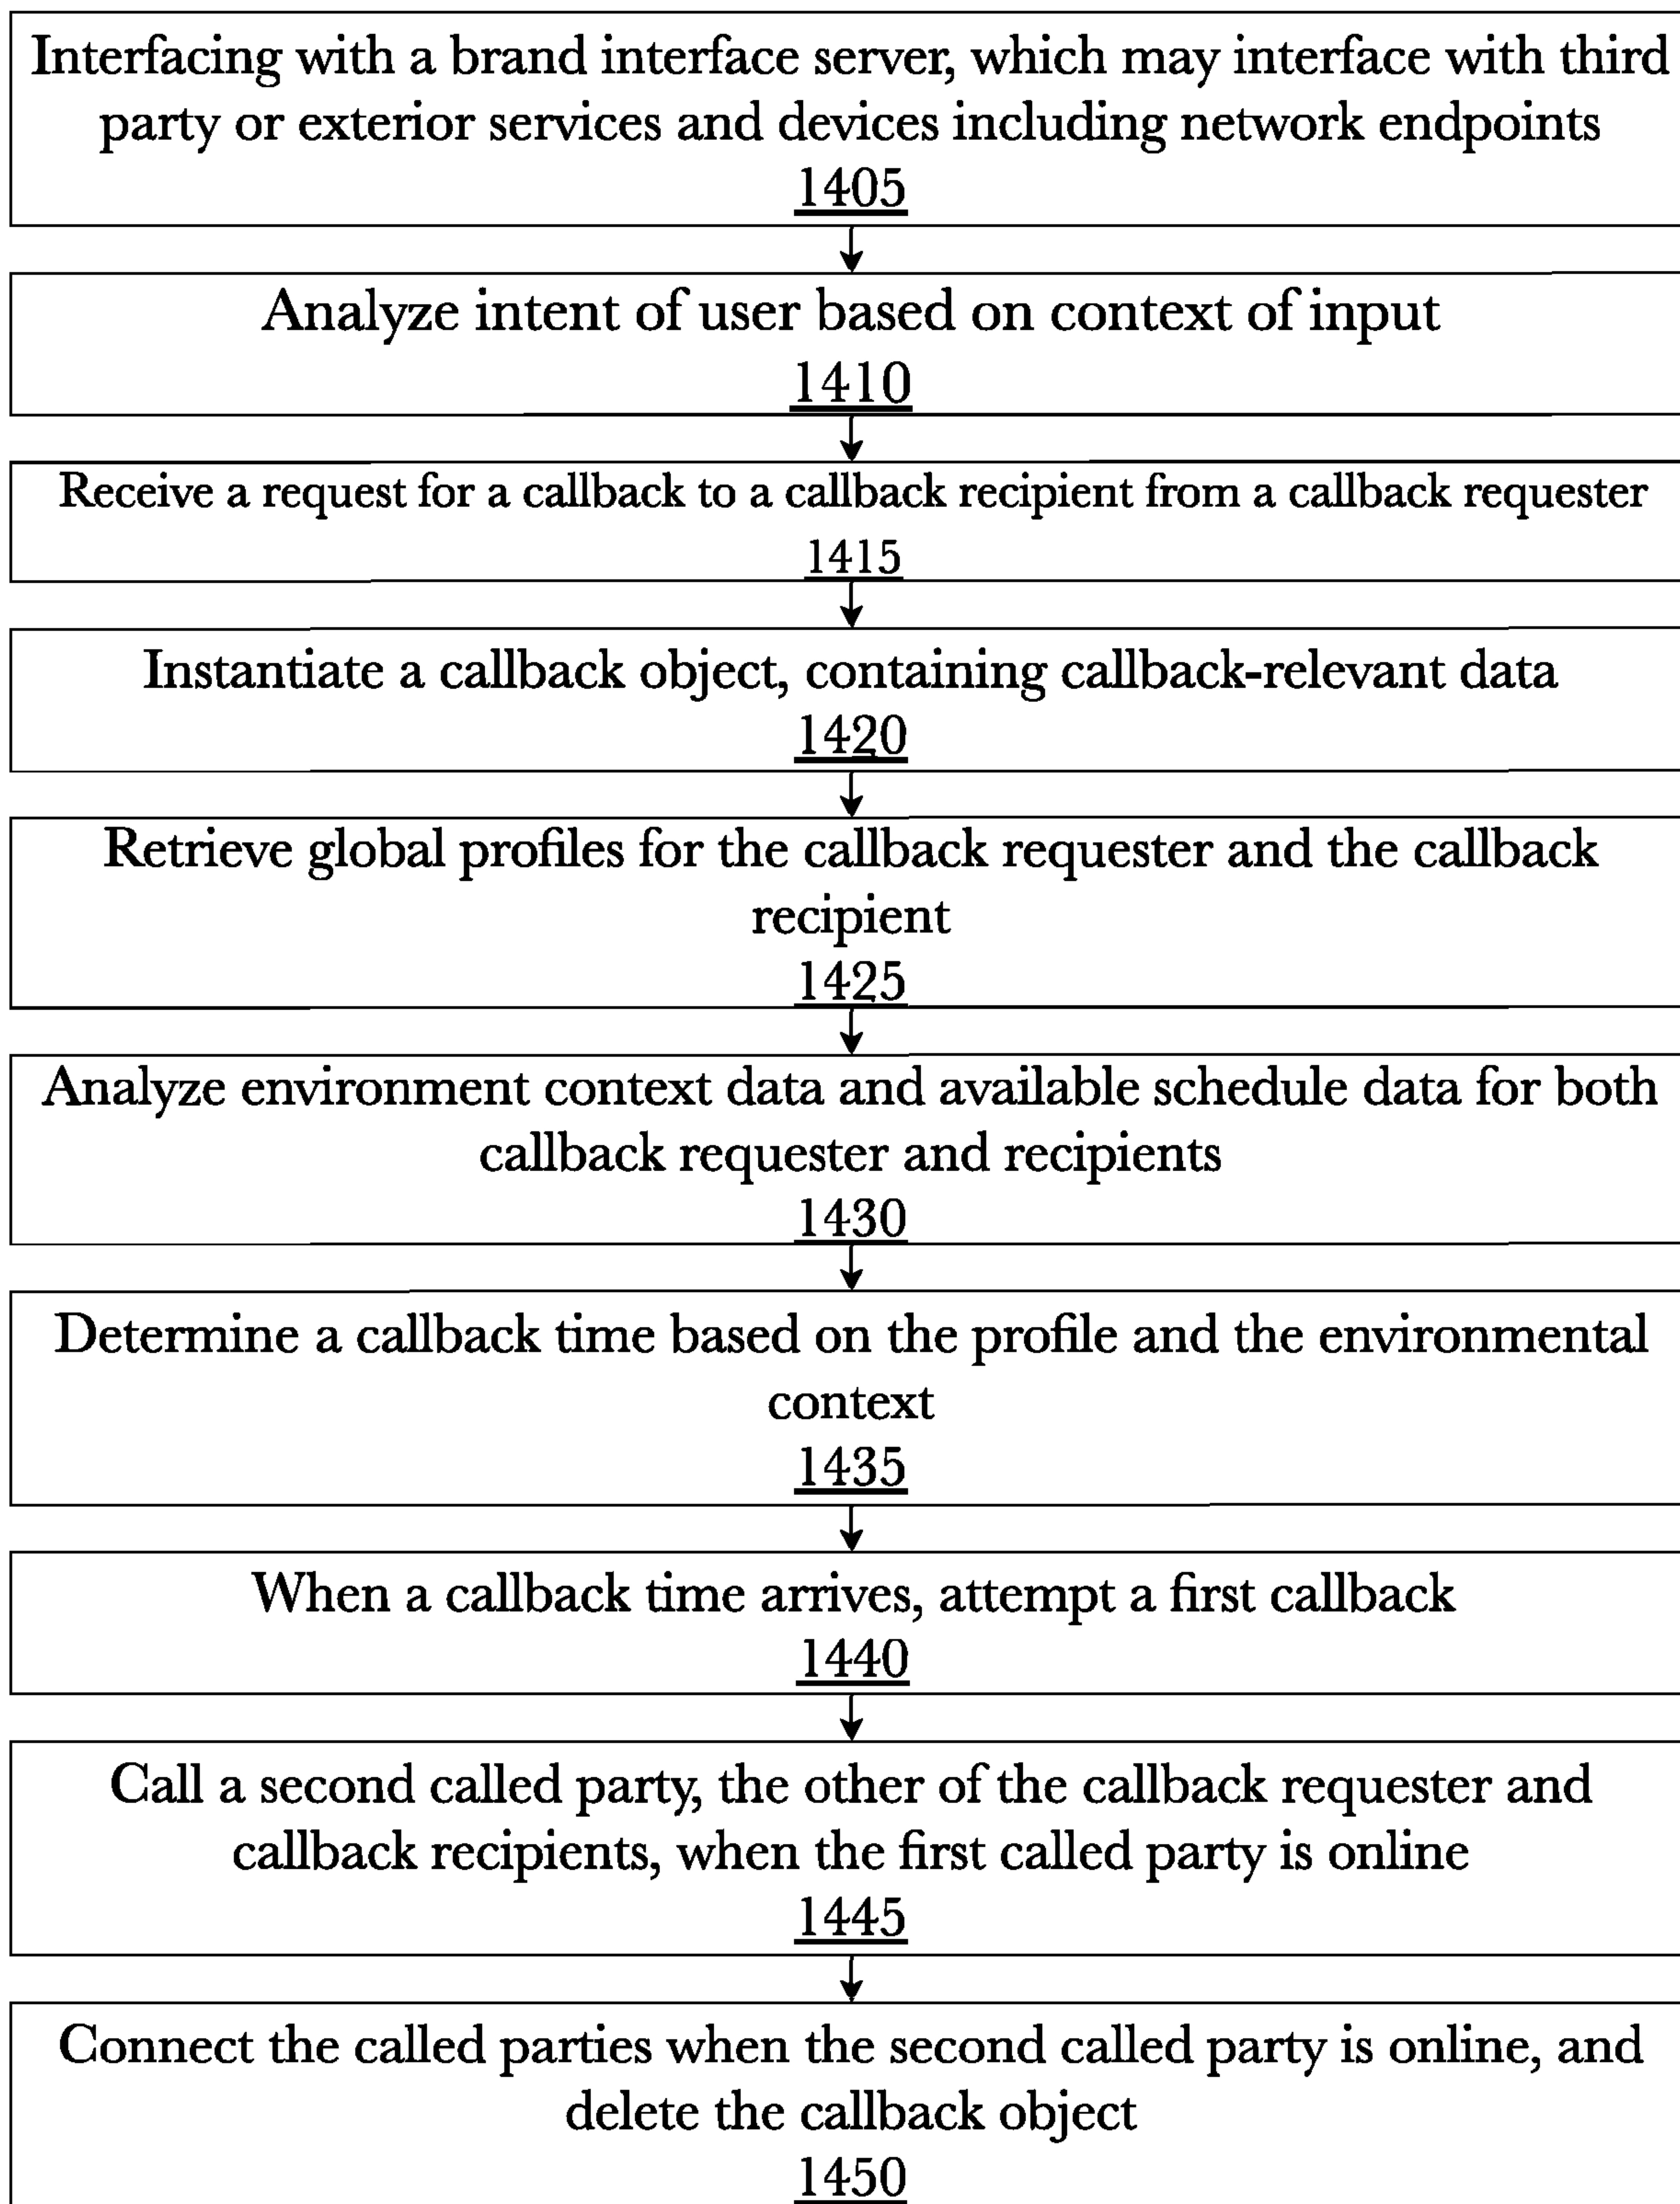 Interfacing with a brand interface server, which may interface with third
party or exterior services and devices including network endpoints
1405
Analyze intent of user based on context of input
1410
Receive a request for a callback to a callback recipient from a callback requester
1415
Instantiate a callback object, containing callback-relevant data
1420
Retrieve global profiles for the callback requester and the callback
recipient
1425
Analyze environment context data and available schedule data for both
callback requester and recipients
1430
Determine a callback time based on the profile and the environmental
context
1435
When a callback time arrives, attempt a first callback
1440
Call a second called party, the other of the callback requester and
callback recipients, when the first called party is online
1445
Connect the called parties when the second called party is online, and
delete the callback object
1450